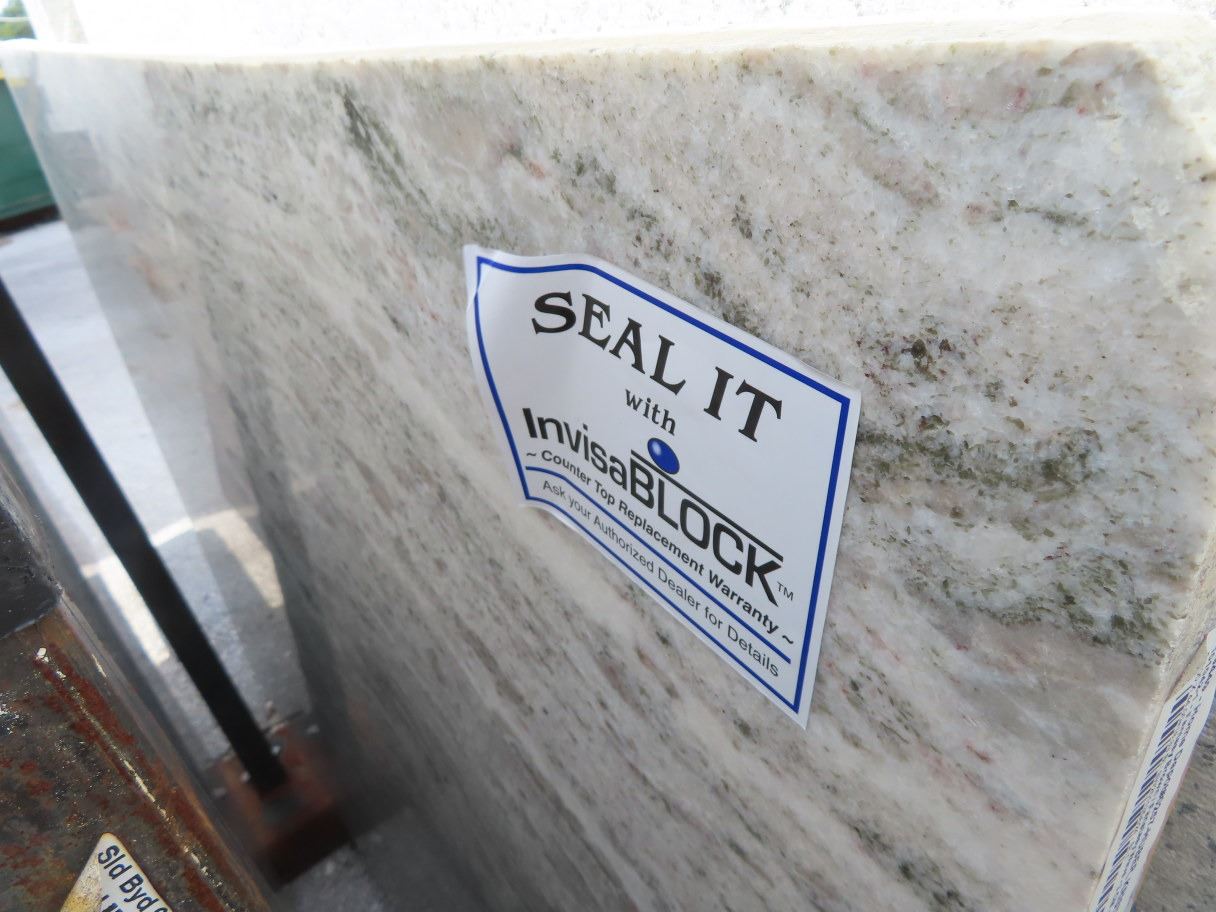 SEAL IT
with
InvisaBLOCK™
~ Counter Top Replacement Warranty ~
Ask your Authorized Dealer for Details
Sld Byd